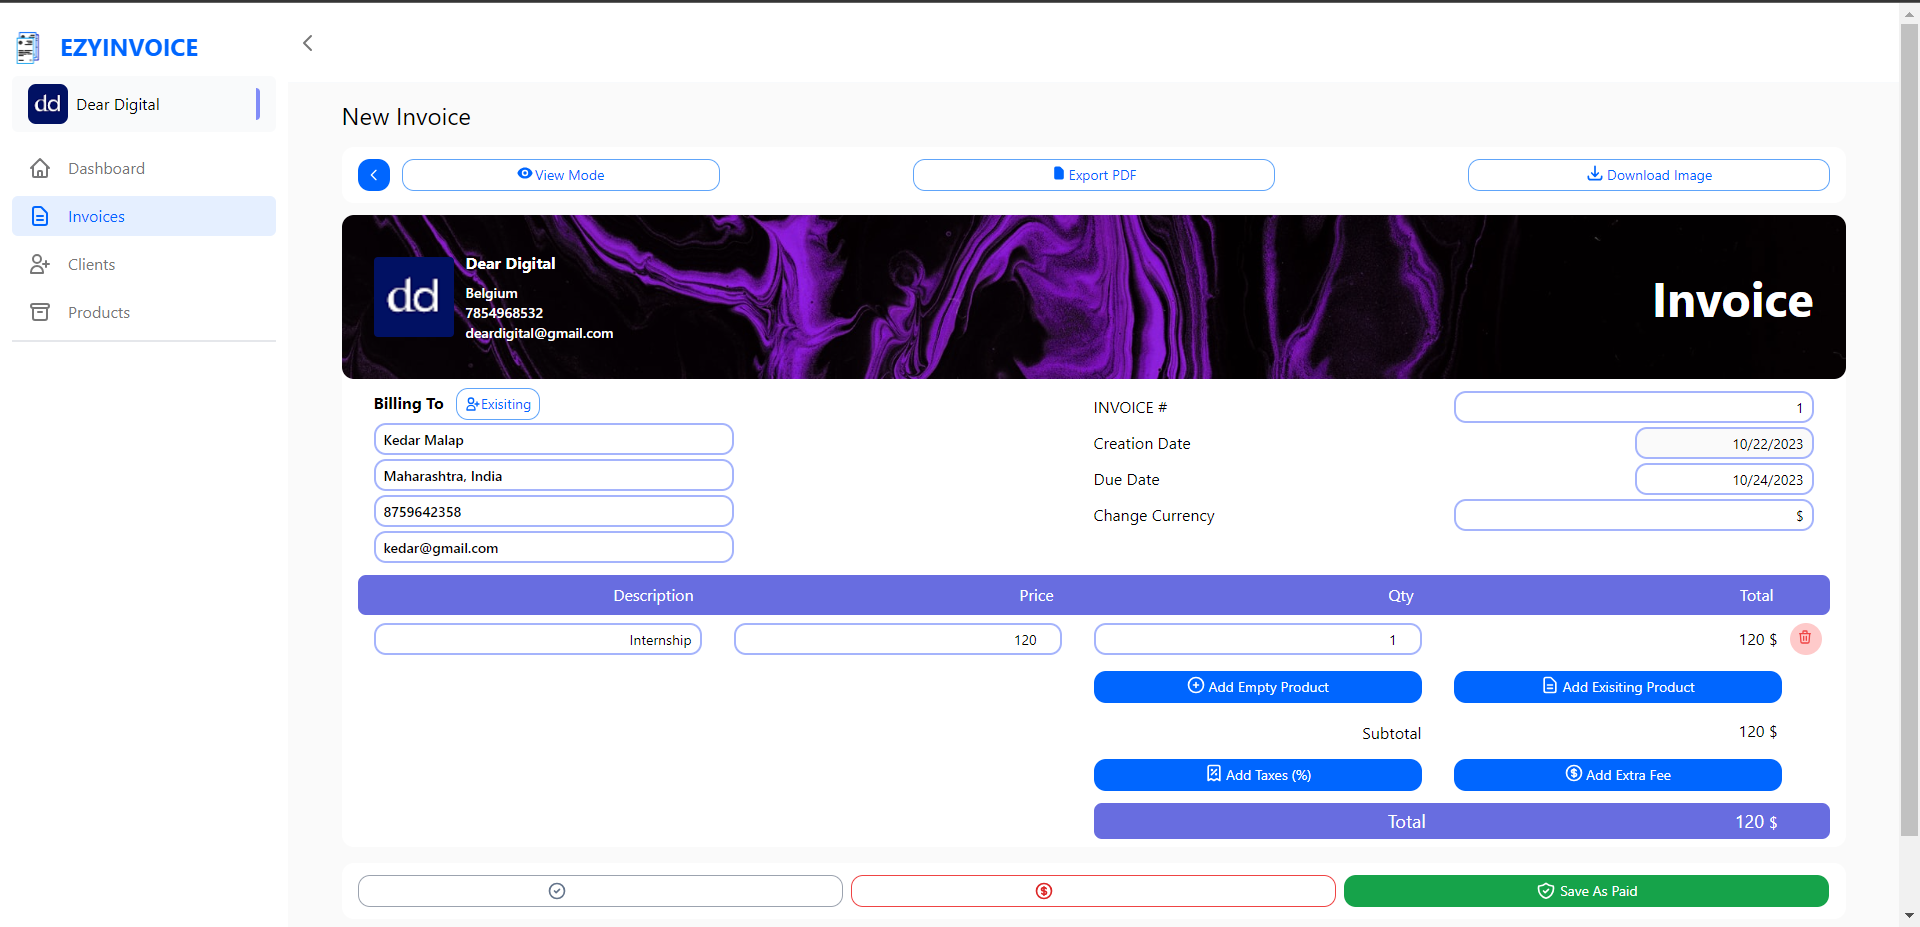 EZYINVOICE
dd Dear Digital
Dashboard
Invoices
Clients
Products
New Invoice
View Mode
Export PDF
Download Image
dd
Dear Digital
Belgium
7854968532
deardigital@gmail.com
Invoice
Billing To
Exisiting
Kedar Malap
Maharashtra, India
8759642358
kedar@gmail.com
INVOICE # 1
Creation Date 10/22/2023
Due Date 10/24/2023
Change Currency $
Description Price Qty Total
Internship 120 1 120 $
Add Empty Product
Add Exisiting Product
Subtotal 120 $
Add Taxes (%)
Add Extra Fee
Total 120 $
Save As Paid